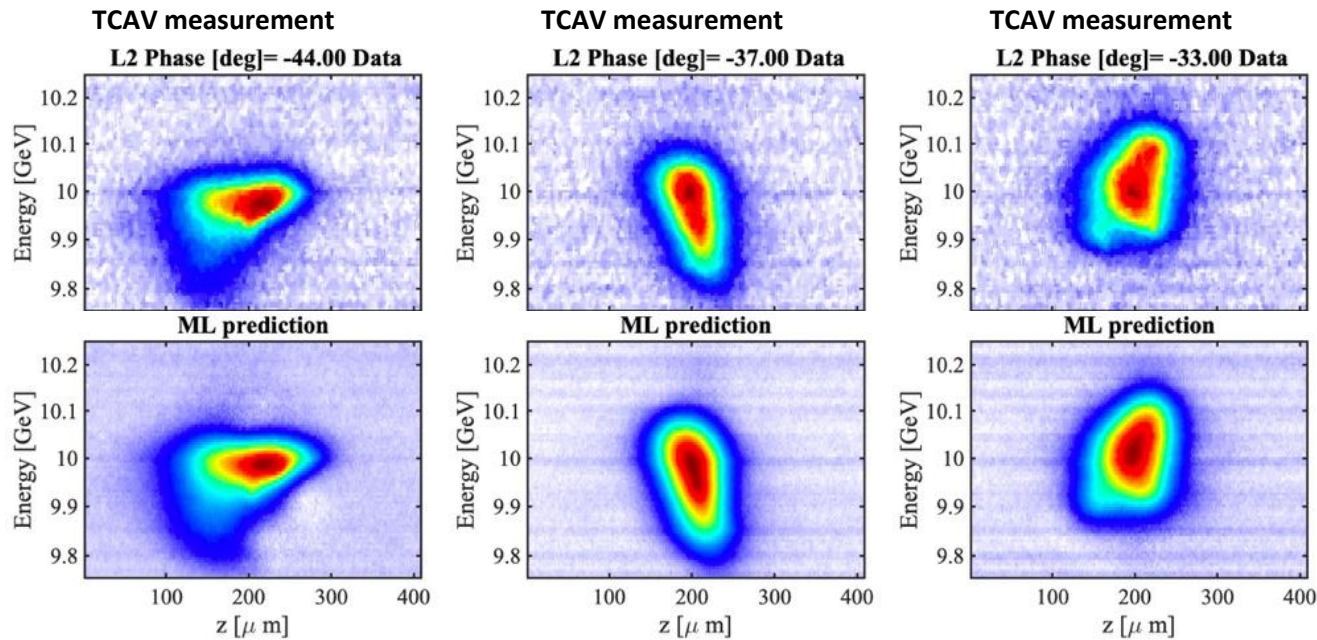 TCAV measurement TCAV measurement TCAV measurement
L2 Phase [deg]= -44.00 Data L2 Phase [deg]= -37.00 Data L2 Phase [deg]= -33.00 Data
10.2 10.2 10.2
10.1 10.1 10.1
10 10 10
9.9 9.9 9.9
9.8 9.8 9.8
Energy [GeV] Energy [GeV] Energy [GeV]
ML prediction ML prediction ML prediction
10.2 10.2 10.2
10.1 10.1 10.1
10 10 10
9.9 9.9 9.9
9.8 9.8 9.8
Energy [GeV] Energy [GeV] Energy [GeV]
100 200 300 400 100 200 300 400 100 200 300 400
z [μ m] z [μ m] z [μ m]